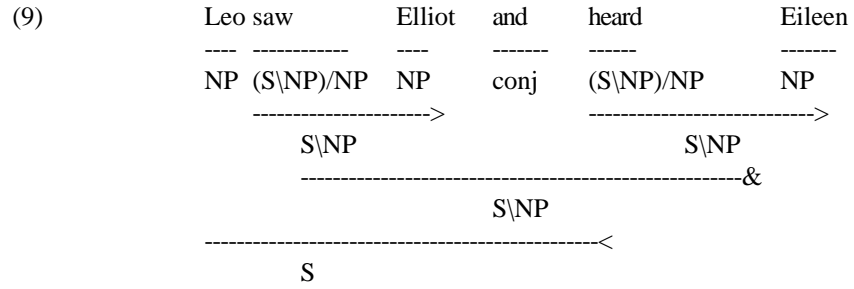 (9) Leo saw Elliot and heard Eileen
---- ------------- ---- ------- ------ -------
NP (S\NP)/NP NP conj (S\NP)/NP NP
----------------------> ---------------------------->
S\NP S\NP
-------------------------------------------------------&
S\NP
-------------------------------------------------<
S